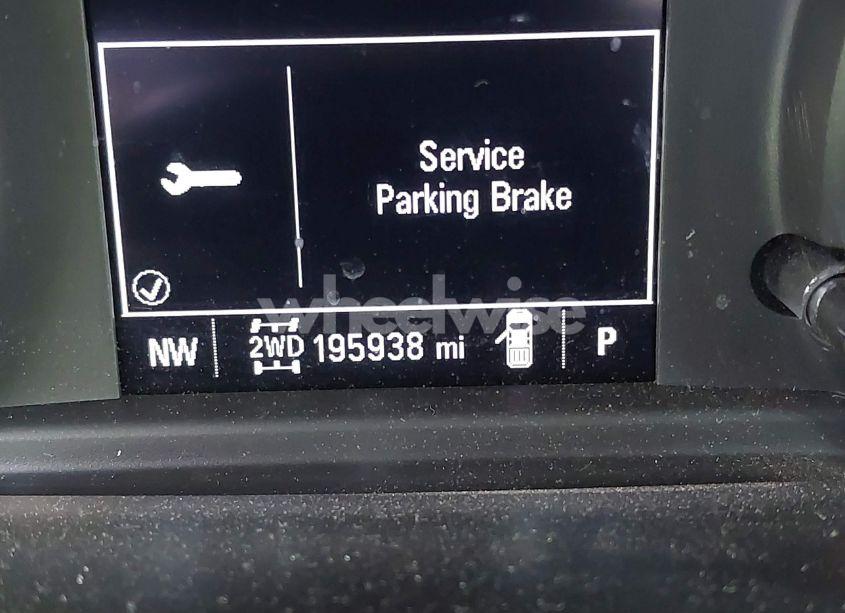 Service
Parking Brake
wheelwise
NW 2WD 195938 mi P